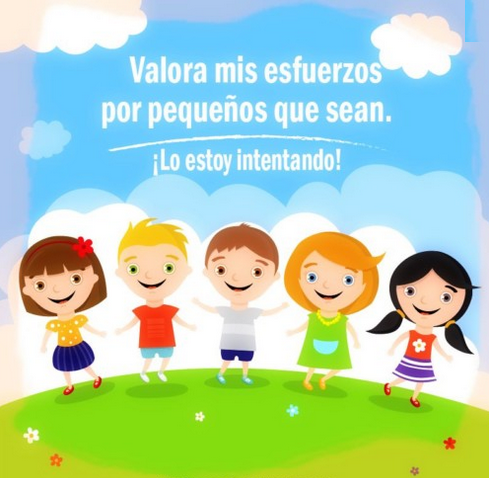 Valora mis esfuerzos
por pequeños que sean.
¡Lo estoy intentando!